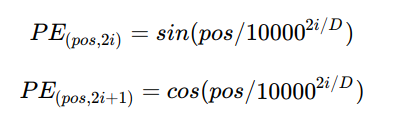 PE(pos,2i) = sin(pos/10000^2i/D)
PE(pos,2i+1) = cos(pos/10000^2i/D)